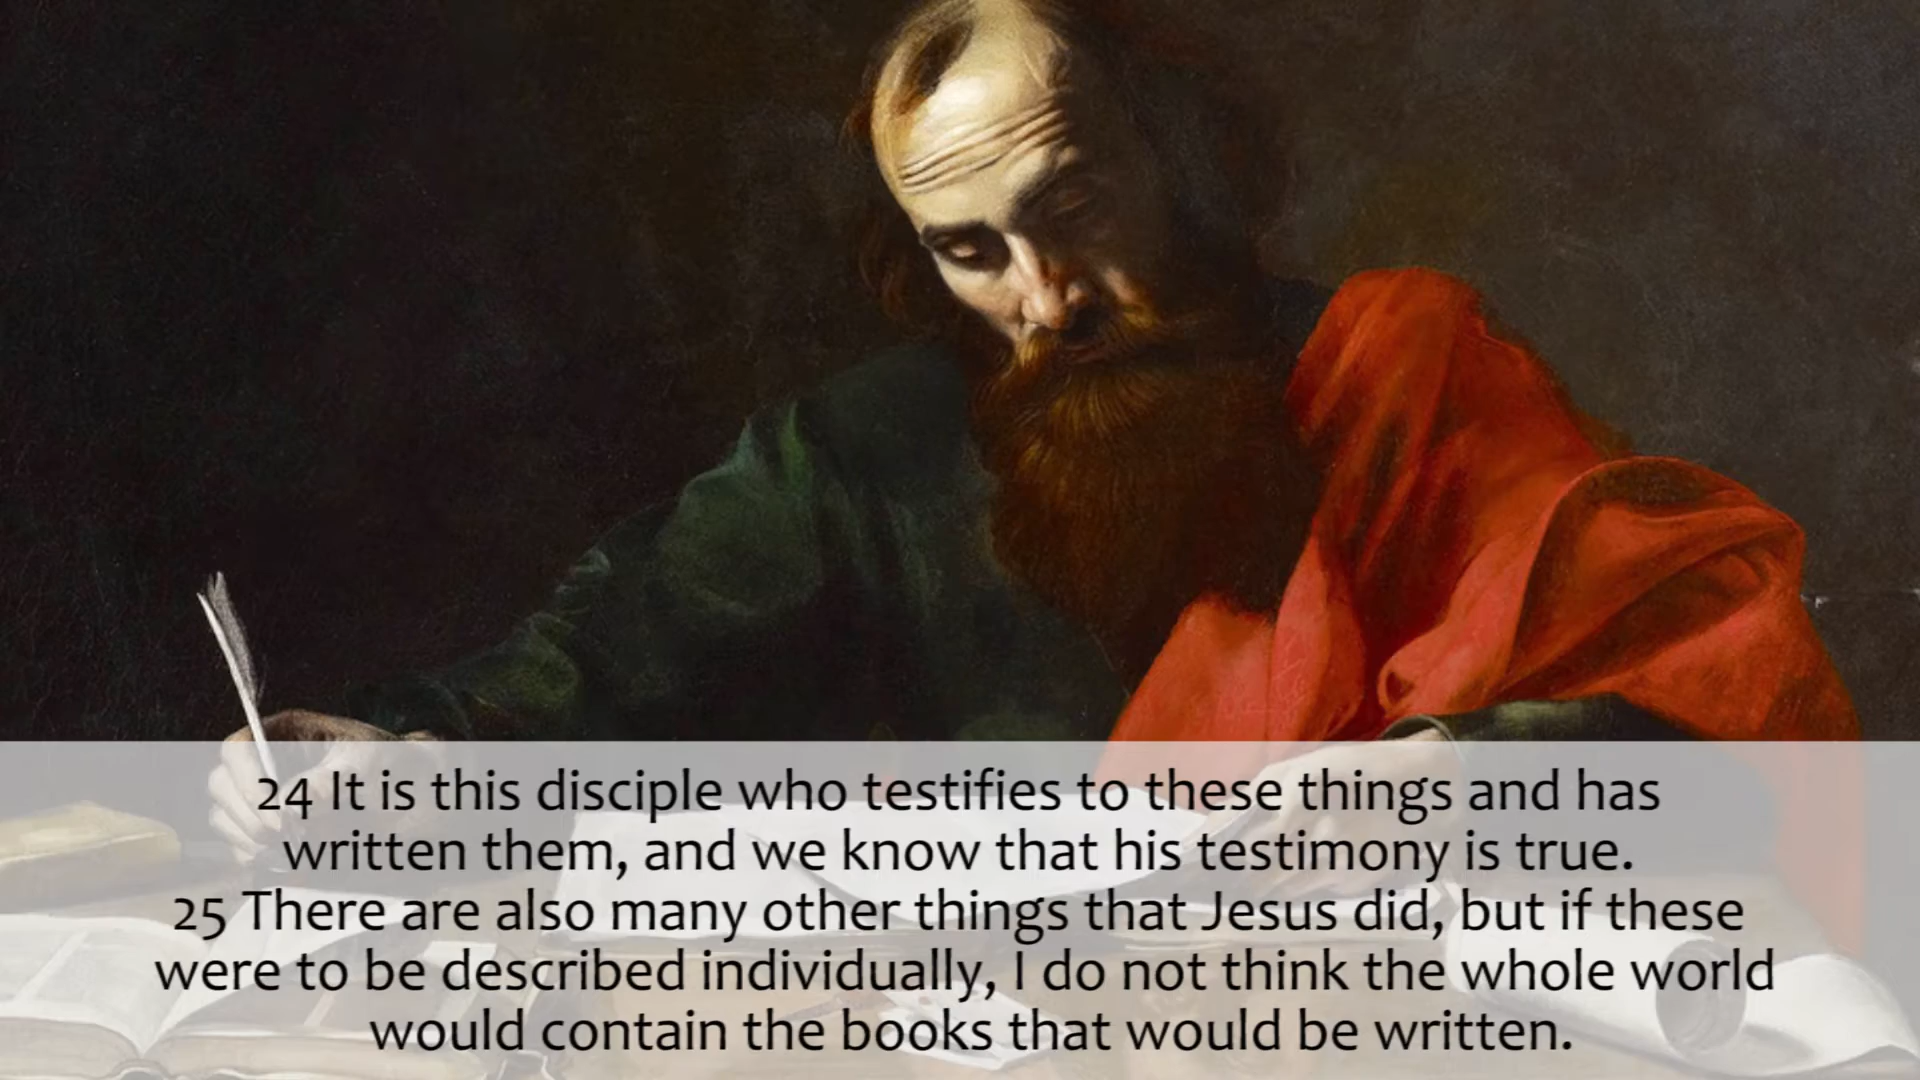 24 It is this disciple who testifies to these things and has
written them, and we know that his testimony is true.
25 There are also many other things that Jesus did, but if these
were to be described individually, I do not think the whole world
would contain the books that would be written.